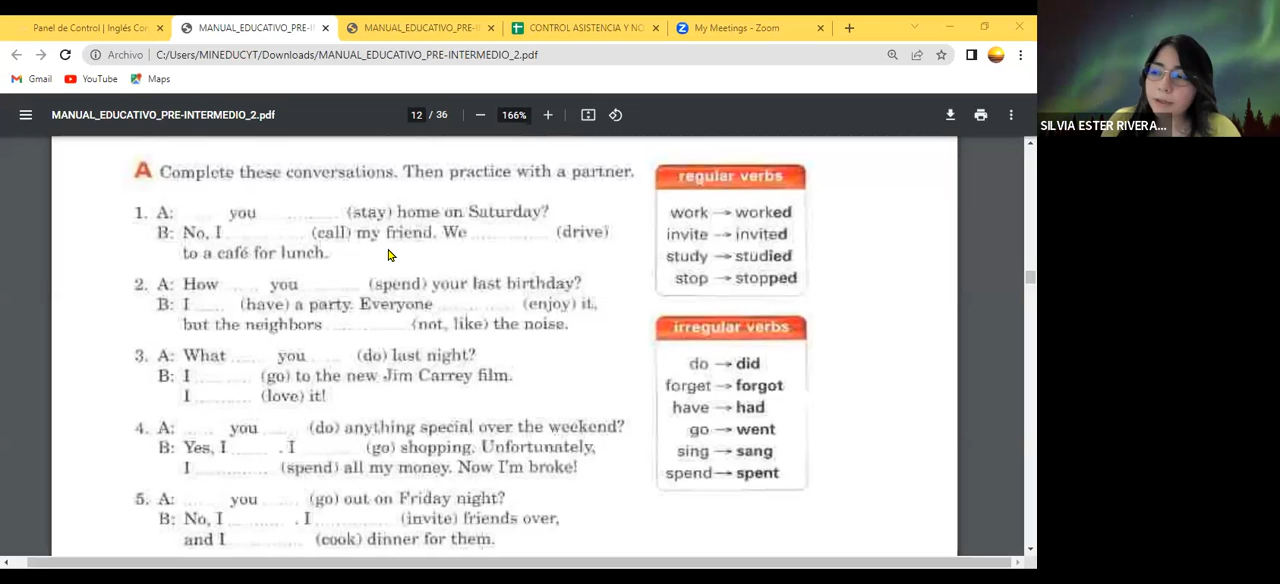 Panel de Control | Inglés Con
MANUAL_EDUCATIVO_PRE-I
MANUAL_EDUCATIVO_PRE-I
CONTROL ASISTENCIA Y NO
My Meetings - Zoom
Archivo
C:/Users/MINEDUCYT/Downloads/MANUAL_EDUCATIVO_PRE-INTERMEDIO_2.pdf
Gmail YouTube Maps
MANUAL_EDUCATIVO_PRE-INTERMEDIO_2.pdf
12 / 36
166%
SILVIA ESTER RIVERA...
A Complete these conversations. Then practice with a partner.
1. A: ..... you .......... (stay) home on Saturday?
B: No, I .......... (call) my friend. We .......... (drive)
to a café for lunch.
2. A: How ..... you .......... (spend) your last birthday?
B: I ..... (have) a party. Everyone .......... (enjoy) it,
but the neighbors .......... (not, like) the noise.
3. A: What ..... you ..... (do) last night?
B: I .......... (go) to the new Jim Carrey film.
I .......... (love) it!
4. A: ..... you ..... (do) anything special over the weekend?
B: Yes, I ..... . I .......... (go) shopping. Unfortunately,
I .......... (spend) all my money. Now I'm broke!
5. A: ..... you ..... (go) out on Friday night?
B: No, I .......... . I .......... (invite) friends over,
and I .......... (cook) dinner for them.
regular verbs
work → worked
invite → invited
study → studied
stop → stopped
irregular verbs
do → did
forget → forgot
have → had
go → went
sing → sang
spend → spent